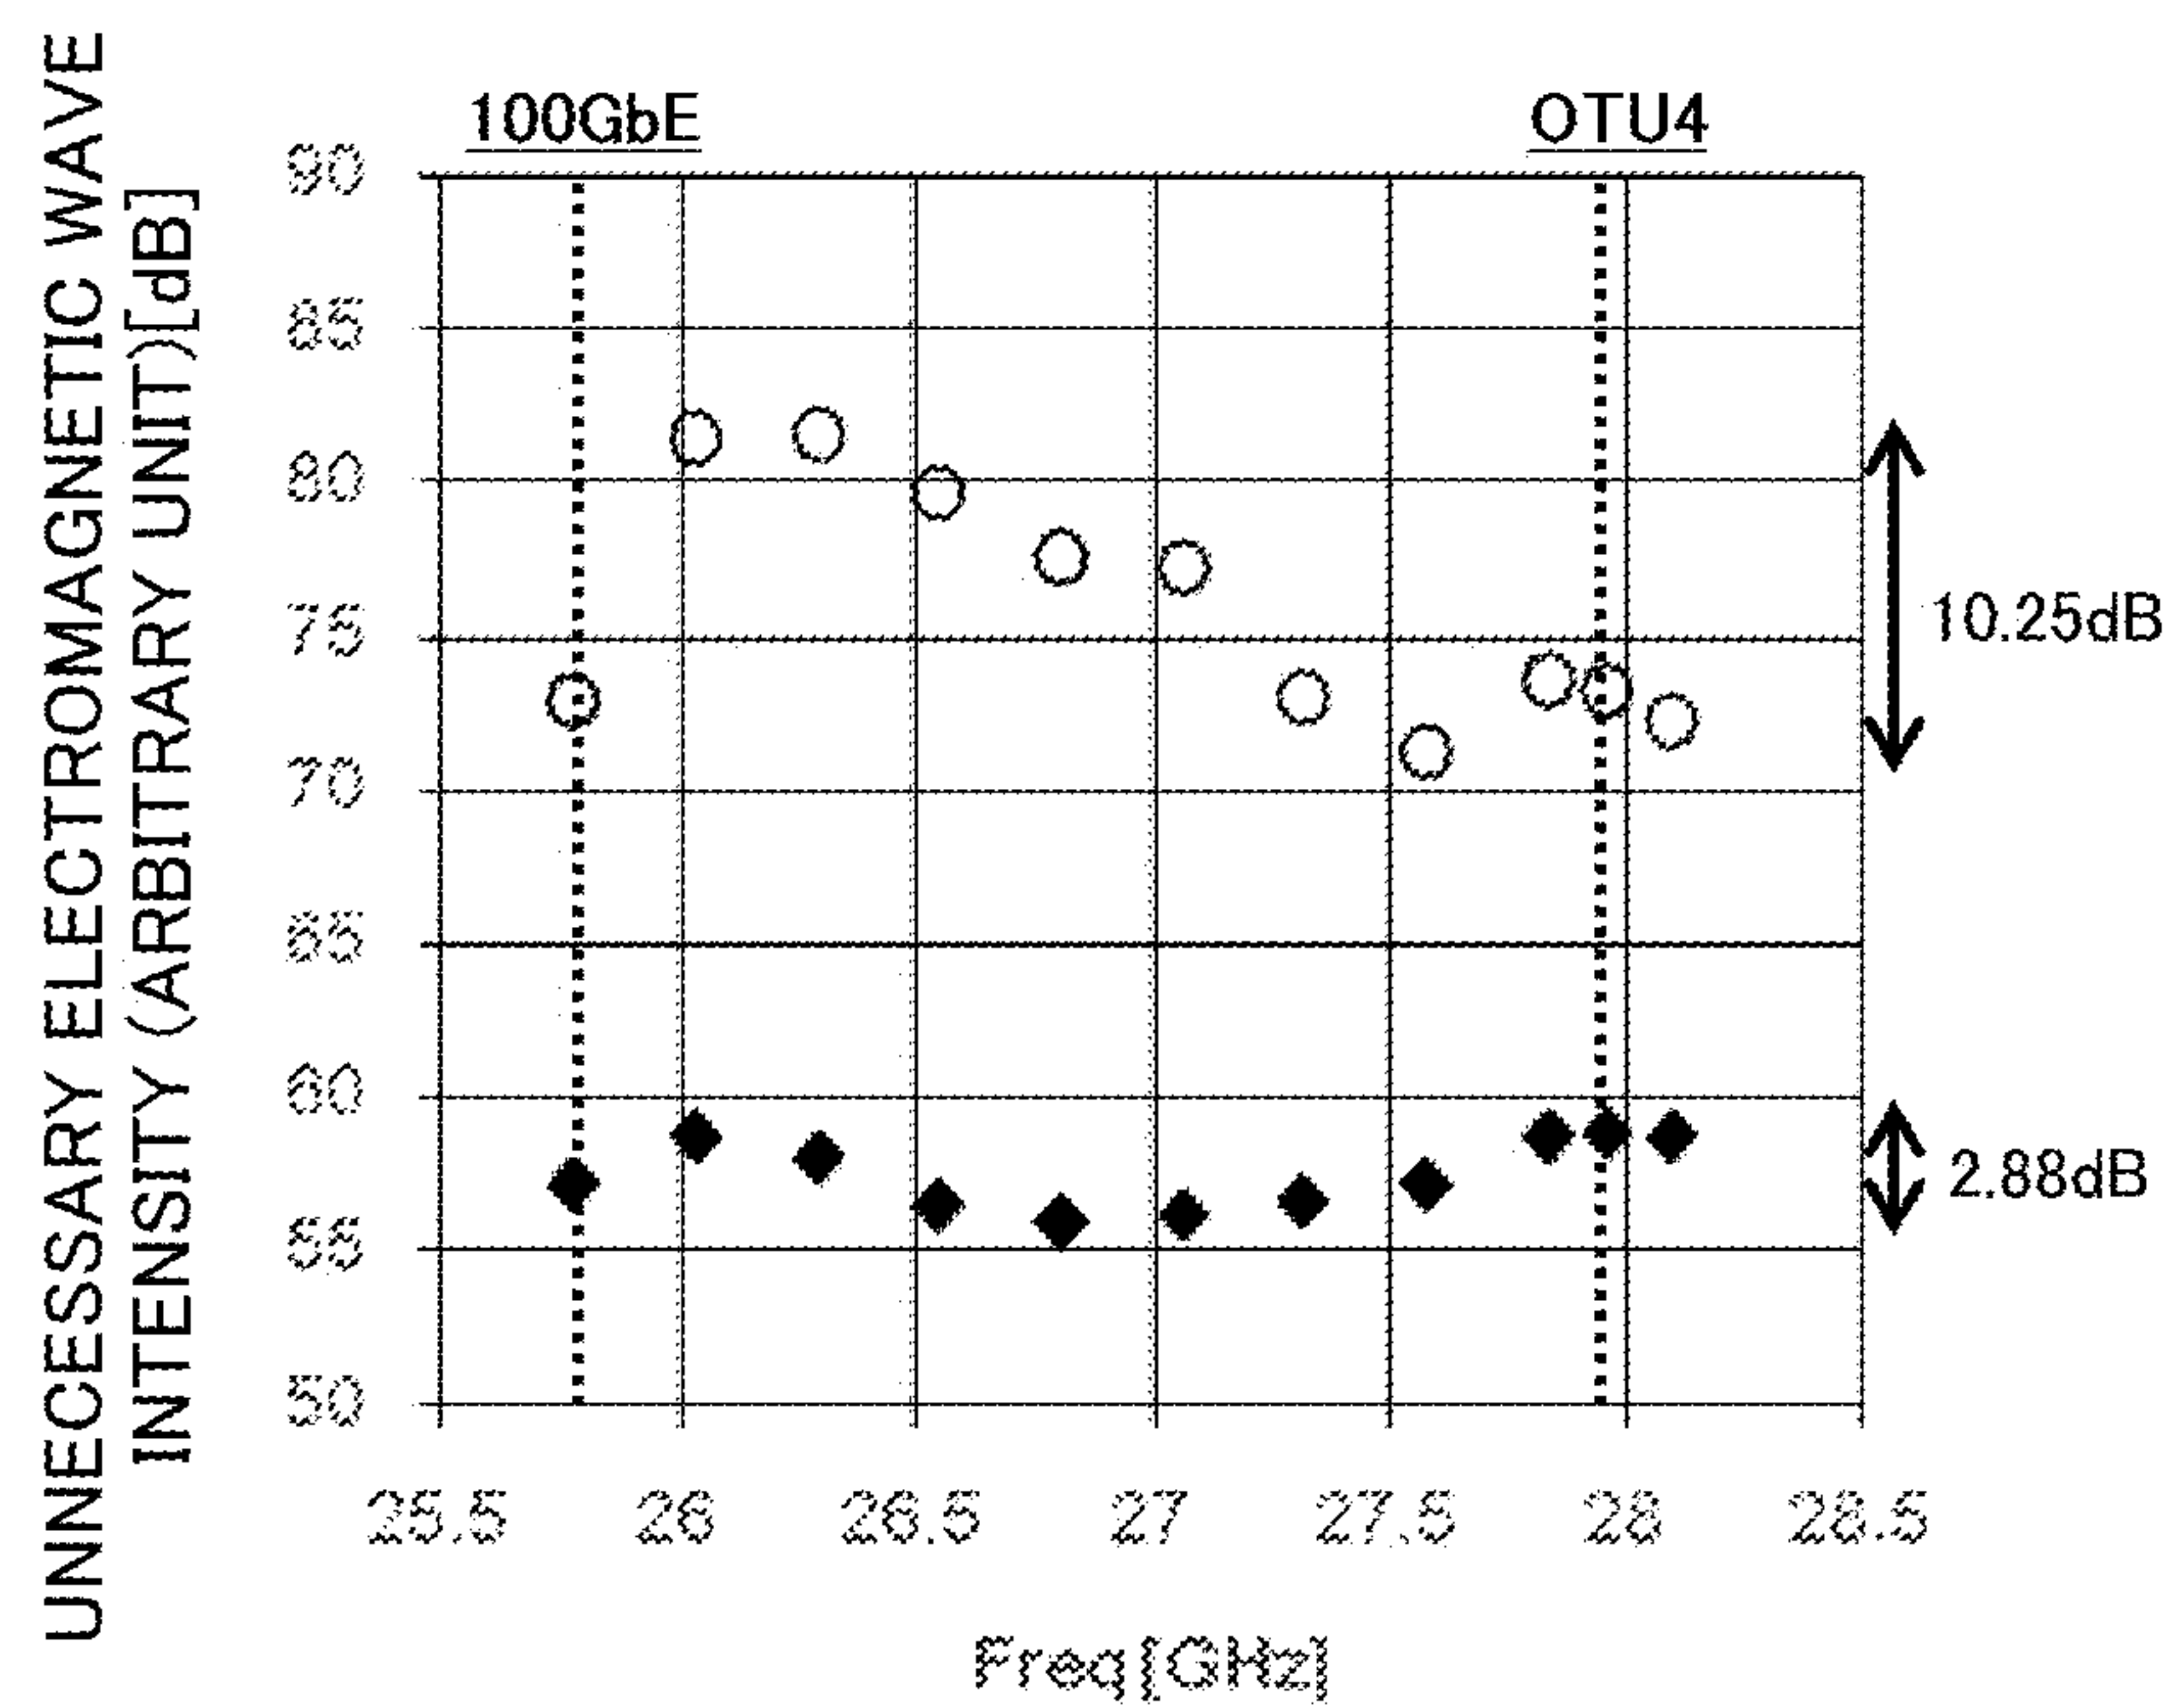 UNNECESSARY ELECTROMAGNETIC WAVE
INTENSITY (ARBITRARY UNIT)[dB]
100GbE
OTU4
90
85
80
75
70
65
60
55
50
10.25dB
2.88dB
25.5
26
26.5
27
27.5
28
28.5
Freq[GHz]